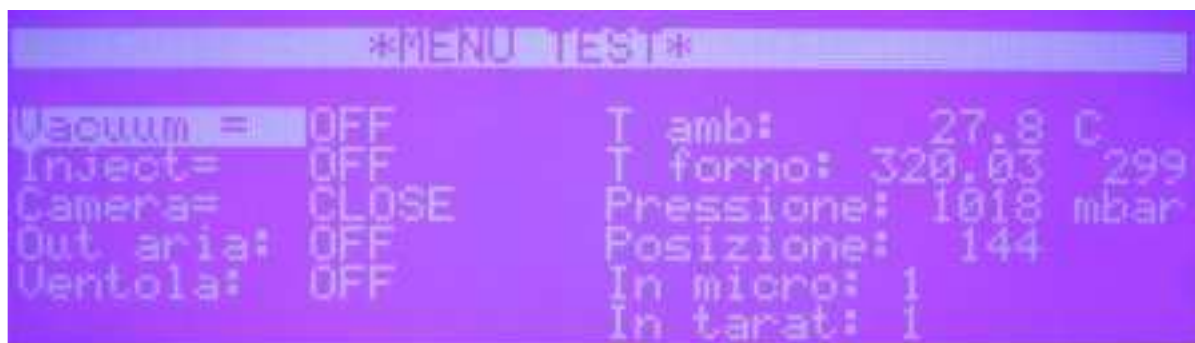 *MENU TEST*
Vacuum = OFF T amb: 27.8 C
Inject= OFF T forno: 320.03 299
Camera= CLOSE Pressione: 1018 mbar
Out aria: OFF Posizione: 144
Ventola: OFF In micro: 1
In tarat: 1